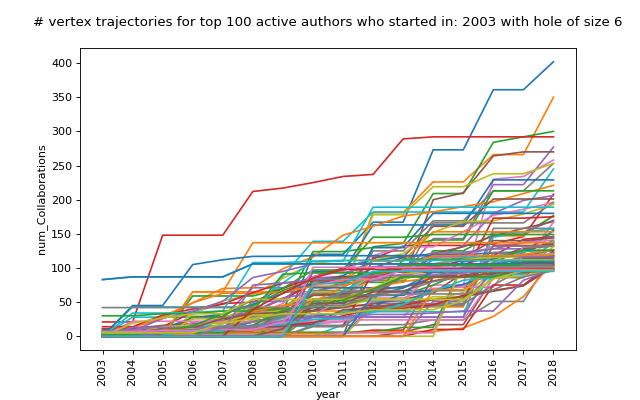 # vertex trajectories for top 100 active authors who started in: 2003 with hole of size 6
400
350
300
250
200
150
100
50
0
num_Collaborations
2003 2004 2005 2006 2007 2008 2009 2010 2011 2012 2013 2014 2015 2016 2017 2018
year